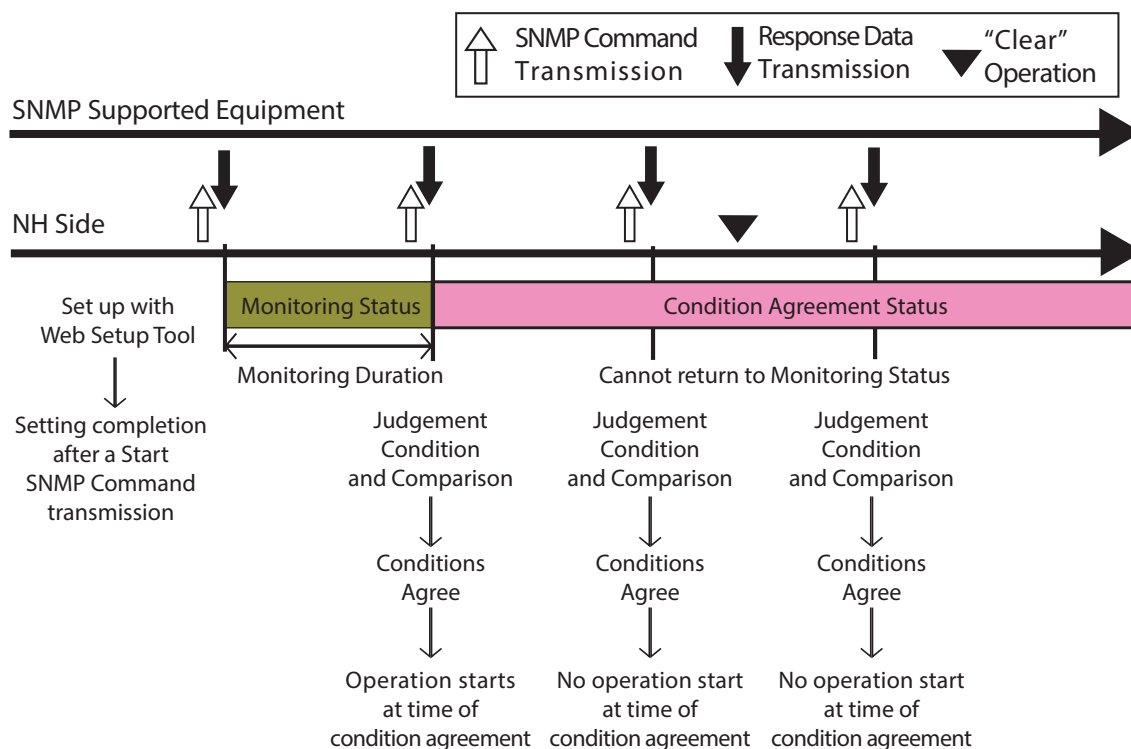 SNMP Command
Transmission
Response Data
Transmission
“Clear”
Operation
SNMP Supported Equipment
NH Side
Set up with
Web Setup Tool
Setting completion
after a Start
SNMP Command
transmission
Monitoring Status
Condition Agreement Status
Monitoring Duration
Cannot return to Monitoring Status
Judgement
Condition
and Comparison
Conditions
Agree
Operation starts
at time of
condition agreement
Judgement
Condition
and Comparison
Conditions
Agree
No operation start
at time of
condition agreement
Judgement
Condition
and Comparison
Conditions
Agree
No operation start
at time of
condition agreement